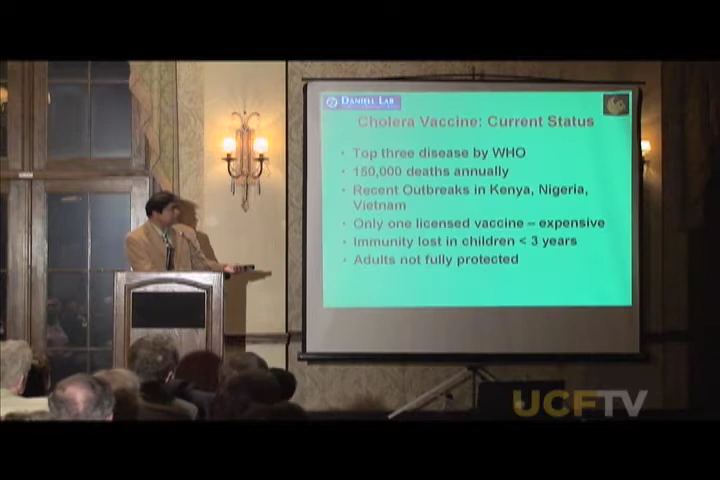 DANIELL LAB
Cholera Vaccine: Current Status
• Top three disease by WHO
• 150,000 deaths annually
• Recent Outbreaks in Kenya, Nigeria,
Vietnam
• Only one licensed vaccine – expensive
• Immunity lost in children < 3 years
• Adults not fully protected
UCFTV